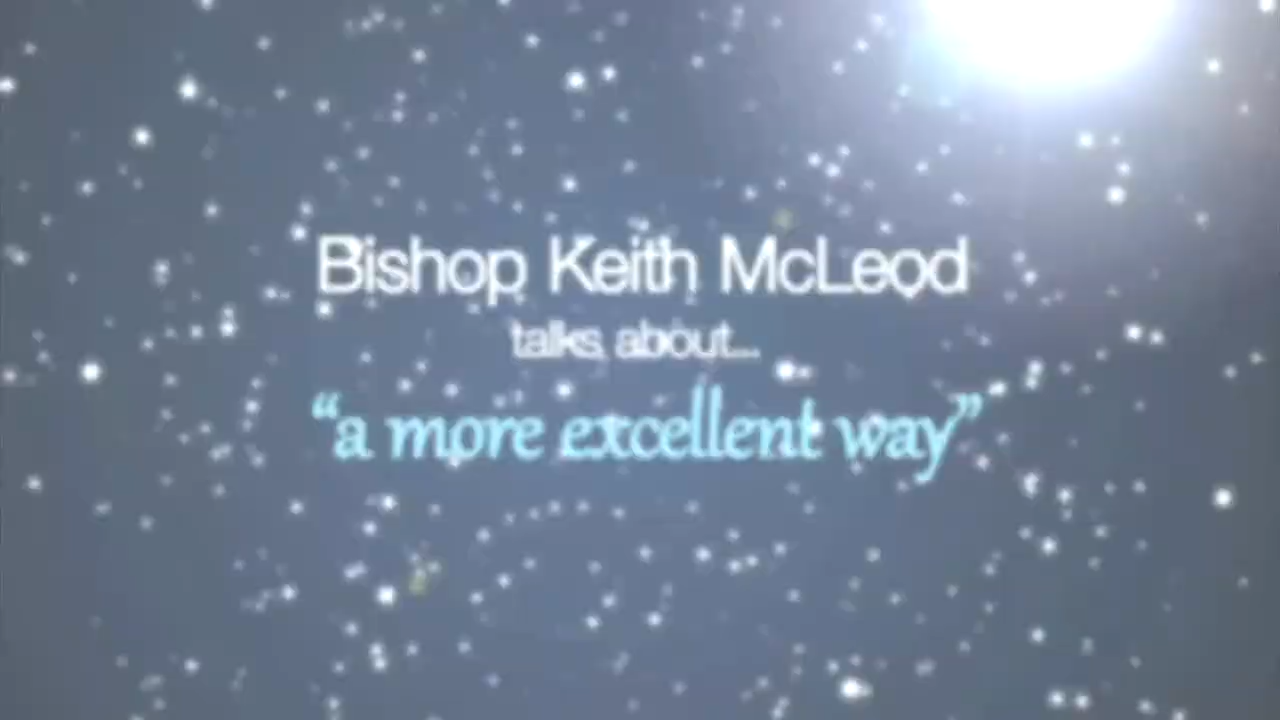 Bishop Keith McLeod
talks about...
“a more excellent way”